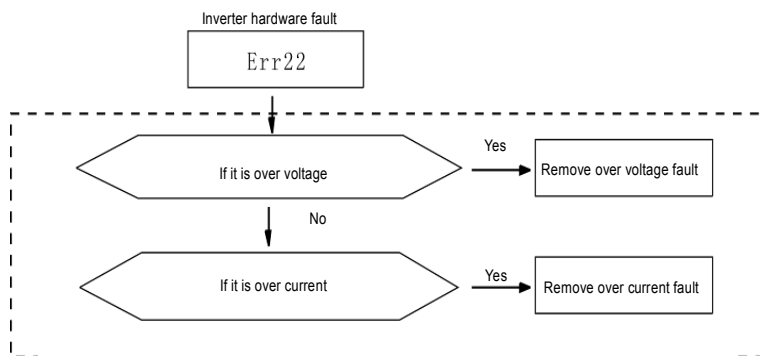 Inverter hardware fault
Err22
If it is over voltage
Yes
Remove over voltage fault
No
If it is over current
Yes
Remove over current fault